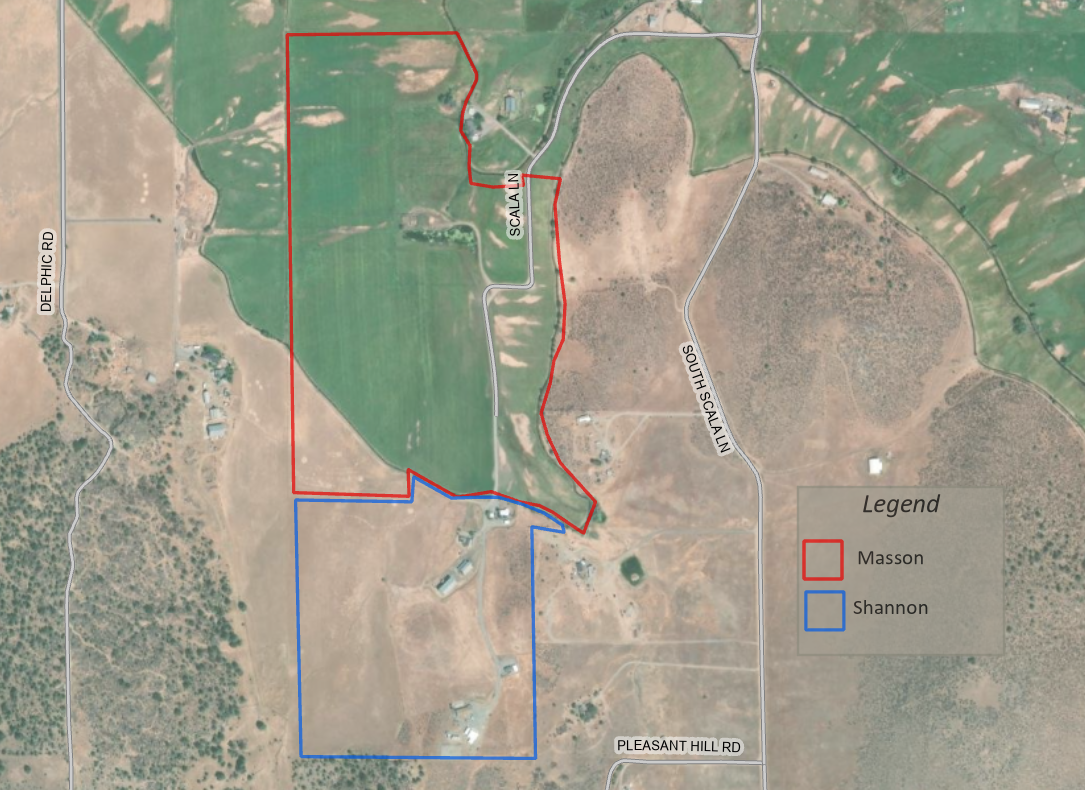 SCALA LN
DELPHIC RD
SOUTH SCALA LN
Legend
Masson
Shannon
PLEASANT HILL RD